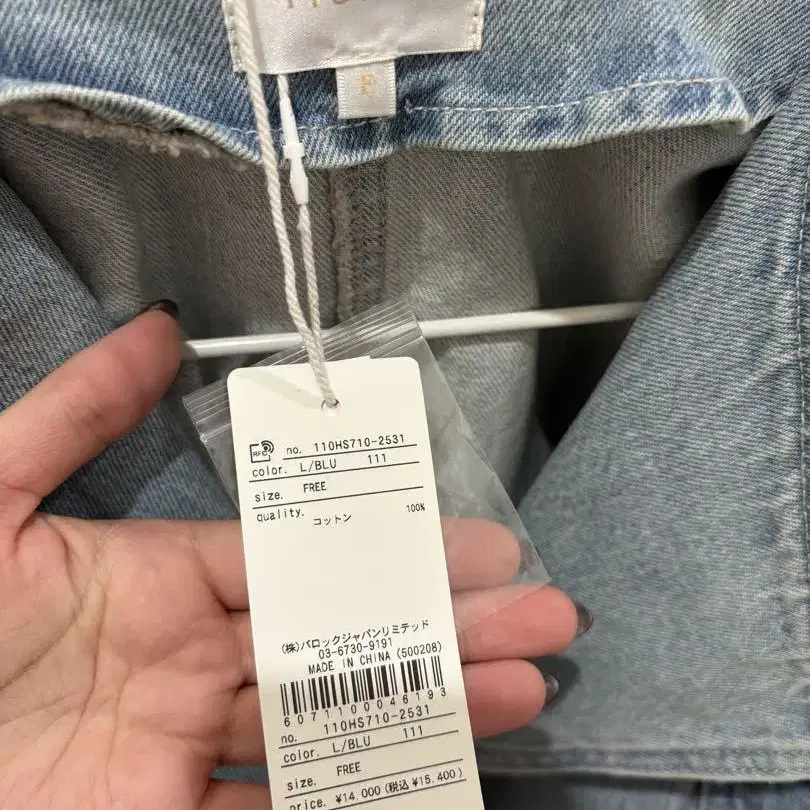 F
RFID
no. 110HS710-2531
color. L/BLU 111
size. FREE
quality. コットン 100%
(株)バロックジャパンリミテッド
03-6730-9191
MADE IN CHINA (500208)
6071100046193
no. 110HS710-2531
color. L/BLU 111
size. FREE
price. ¥14.000(税込 ¥15.400)